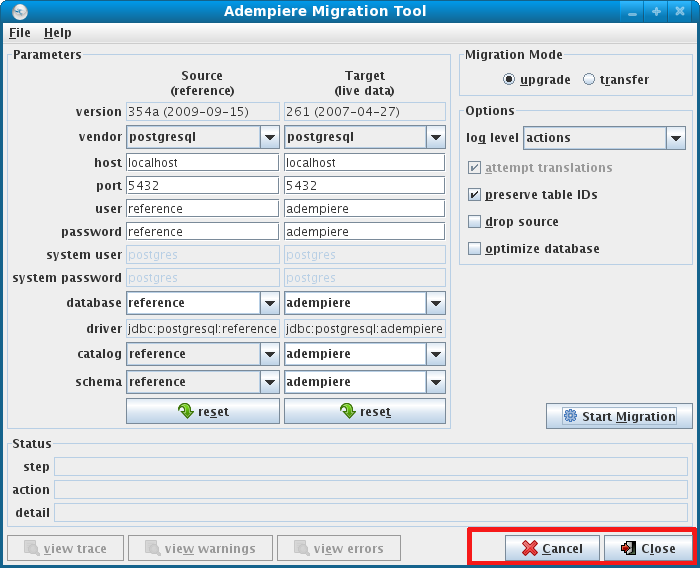 Adempiere Migration Tool
File Help
Parameters
Source (reference)
Target (live data)
version 354a (2009-09-15) 261 (2007-04-27)
vendor postgresql postgresql
host localhost localhost
port 5432 5432
user reference adempiere
password reference adempiere
system user postgres postgres
system password postgres postgres
database reference adempiere
driver jdbc:postgresql:reference jdbc:postgresql:adempiere
catalog reference adempiere
schema reference adempiere
reset reset
Migration Mode
upgrade transfer
Options
log level actions
attempt translations
preserve table IDs
drop source
optimize database
Start Migration
Status
step
action
detail
view trace view warnings view errors Cancel Close